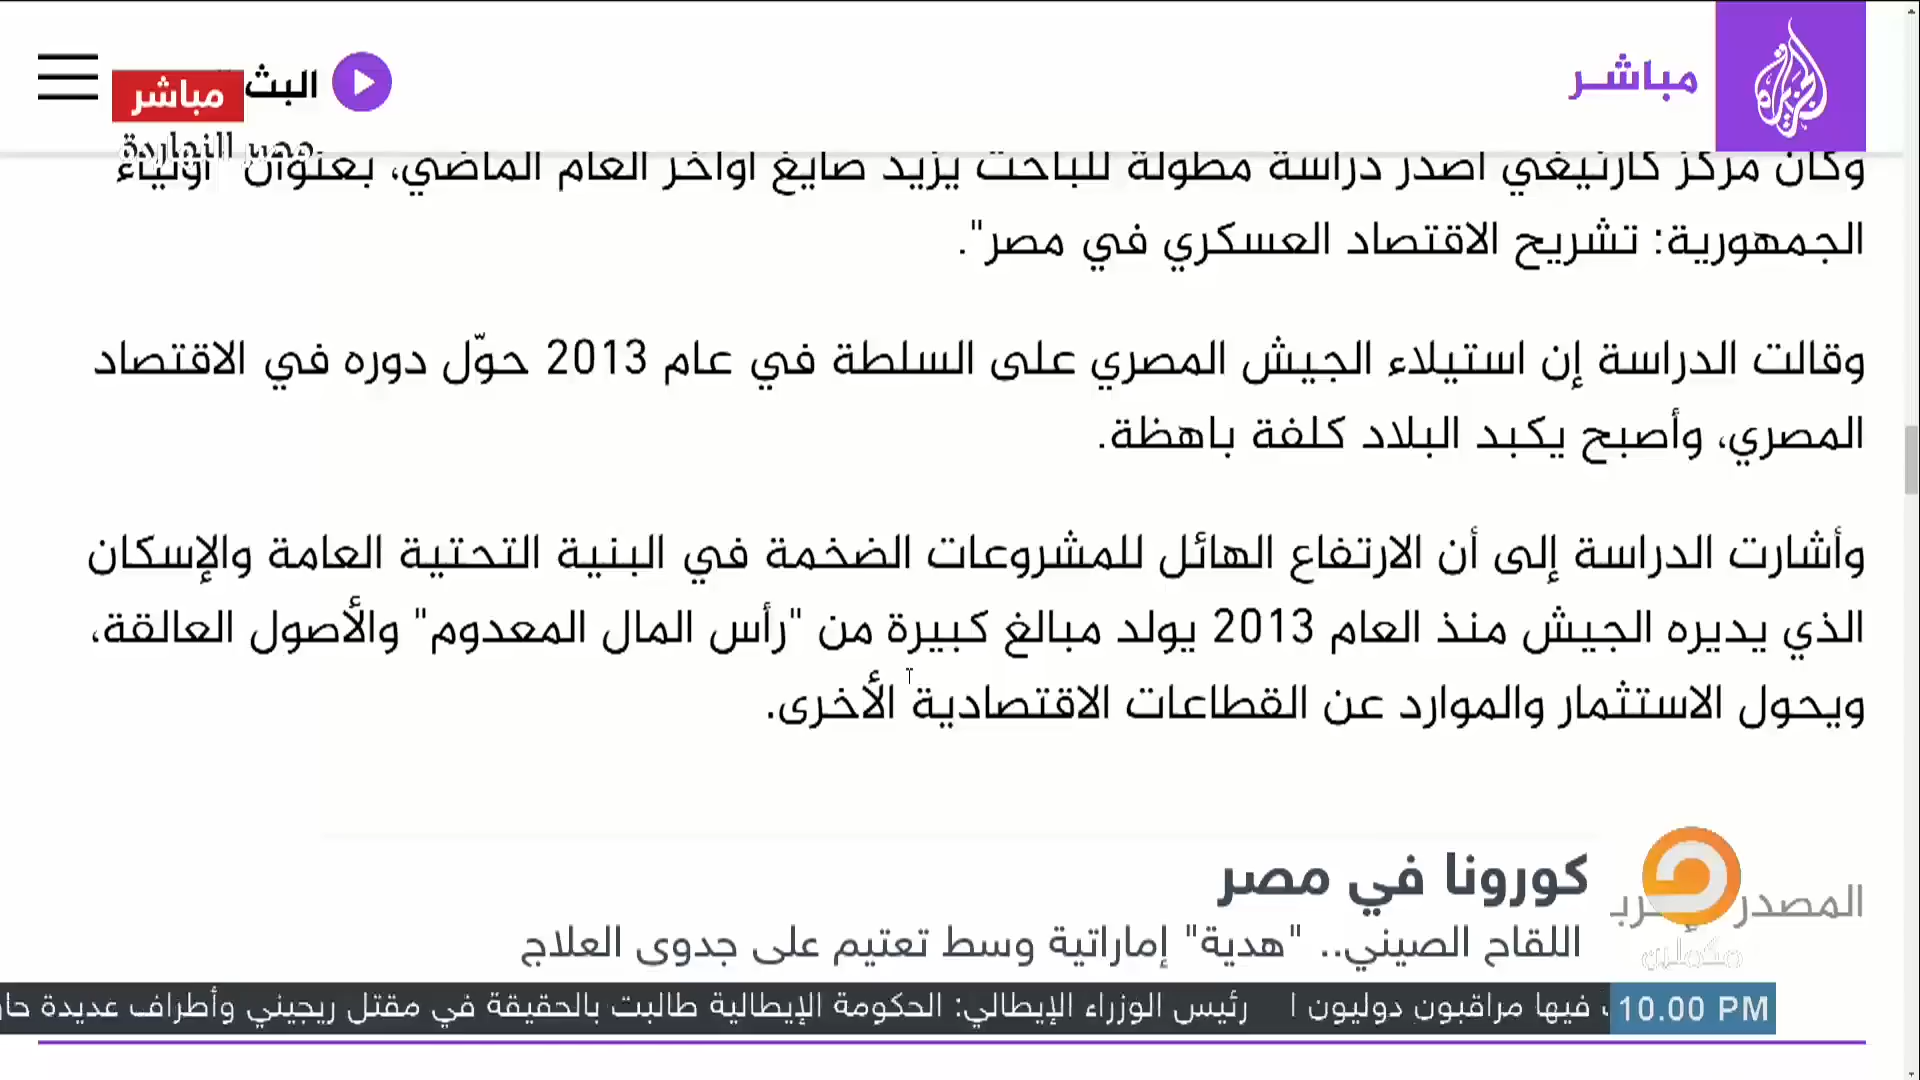 مباشر
البث
مباشر
مصر النهاردة
وكان مركز كارنيغي أصدر دراسة مطولة للباحث يزيد صايغ أواخر العام الماضي، بعنوان "أولياء
الجمهورية: تشريح الاقتصاد العسكري في مصر".
وقالت الدراسة إن استيلاء الجيش المصري على السلطة في عام 2013 حوّل دوره في الاقتصاد
المصري، وأصبح يكبد البلاد كلفة باهظة.
وأشارت الدراسة إلى أن الارتفاع الهائل للمشروعات الضخمة في البنية التحتية العامة والإسكان
الذي يديره الجيش منذ العام 2013 يولد مبالغ كبيرة من "رأس المال المعدوم" والأصول العالقة،
ويحول الاستثمار والموارد عن القطاعات الاقتصادية الأخرى.
كورونا في مصر
المصدر
اللقاح الصيني.. "هدية" إماراتية وسط تعتيم على جدوى العلاج
مكملين
10.00 PM
فيها مراقبون دوليون رئيس الوزراء الإيطالي: الحكومة الإيطالية طالبت بالحقيقة في مقتل ريجيني وأطراف عديدة